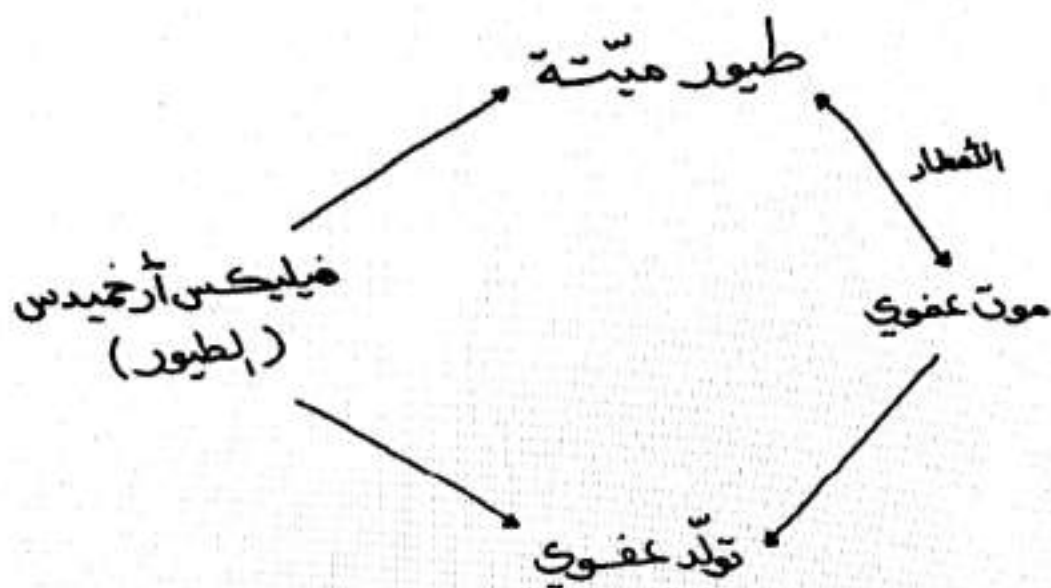 طيور ميّتة
الأمطار
فيليكس أرخميدس
(الطيور)
موت عفوي
تولّد عفوي